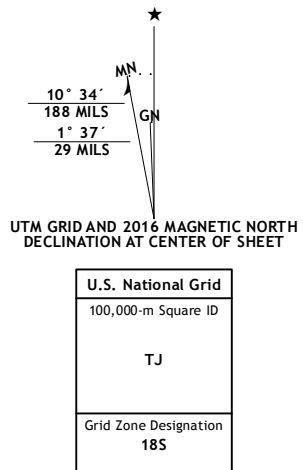 ★
MN
GN
10° 34´
188 MILS
1° 37´
29 MILS
UTM GRID AND 2016 MAGNETIC NORTH
DECLINATION AT CENTER OF SHEET
U.S. National Grid
100,000-m Square ID
TJ
Grid Zone Designation
18S